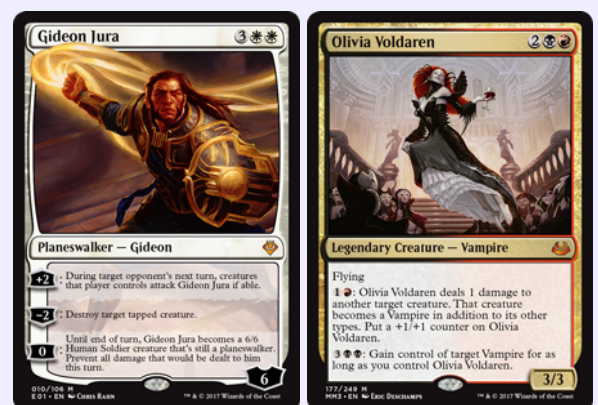 Gideon Jura 3
Planeswalker — Gideon
+2 : During target opponent's next turn, creatures
that player controls attack Gideon Jura if able.
−2 : Destroy target tapped creature.
0 : Until end of turn, Gideon Jura becomes a 6/6
Human Soldier creature that's still a planeswalker.
Prevent all damage that would be dealt to him
this turn.
6
010/106 M
E01 • EN Chris Rahn
™ & © 2017 Wizards of the Coast
Olivia Voldaren 2
Legendary Creature — Vampire
Flying
1 : Olivia Voldaren deals 1 damage to
another target creature. That creature
becomes a Vampire in addition to its other
types. Put a +1/+1 counter on Olivia
Voldaren.
3 : Gain control of target Vampire for as
long as you control Olivia Voldaren.
3/3
177/249 M
MM3 • EN Eric Deschamps
™ & © 2017 Wizards of the Coast